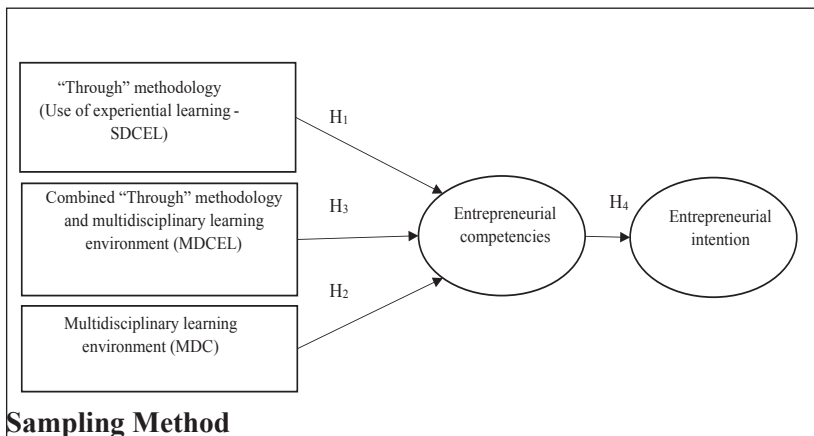 “Through” methodology
(Use of experiential learning -
SDCEL)
H1
Combined “Through” methodology
and multidisciplinary learning
environment (MDCEL)
H3
Entrepreneurial
competencies
H4
Entrepreneurial
intention
H2
Multidisciplinary learning
environment (MDC)
Sampling Method